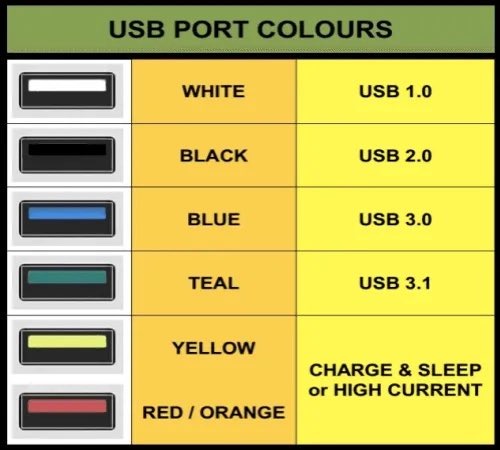 USB PORT COLOURS
WHITE USB 1.0
BLACK USB 2.0
BLUE USB 3.0
TEAL USB 3.1
YELLOW
RED / ORANGE
CHARGE & SLEEP
or HIGH CURRENT